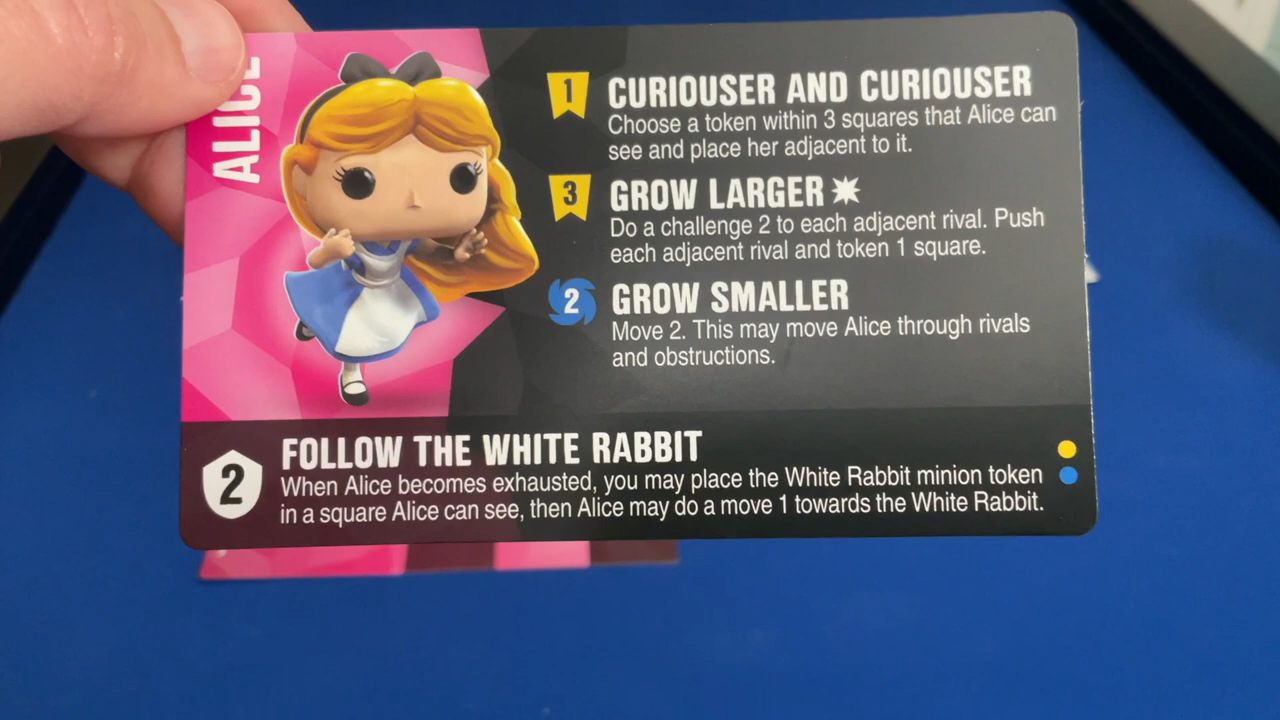 ALICE
1 CURIOUSER AND CURIOUSER
Choose a token within 3 squares that Alice can
see and place her adjacent to it.
3 GROW LARGER
Do a challenge 2 to each adjacent rival. Push
each adjacent rival and token 1 square.
2 GROW SMALLER
Move 2. This may move Alice through rivals
and obstructions.
2 FOLLOW THE WHITE RABBIT
When Alice becomes exhausted, you may place the White Rabbit minion token
in a square Alice can see, then Alice may do a move 1 towards the White Rabbit.